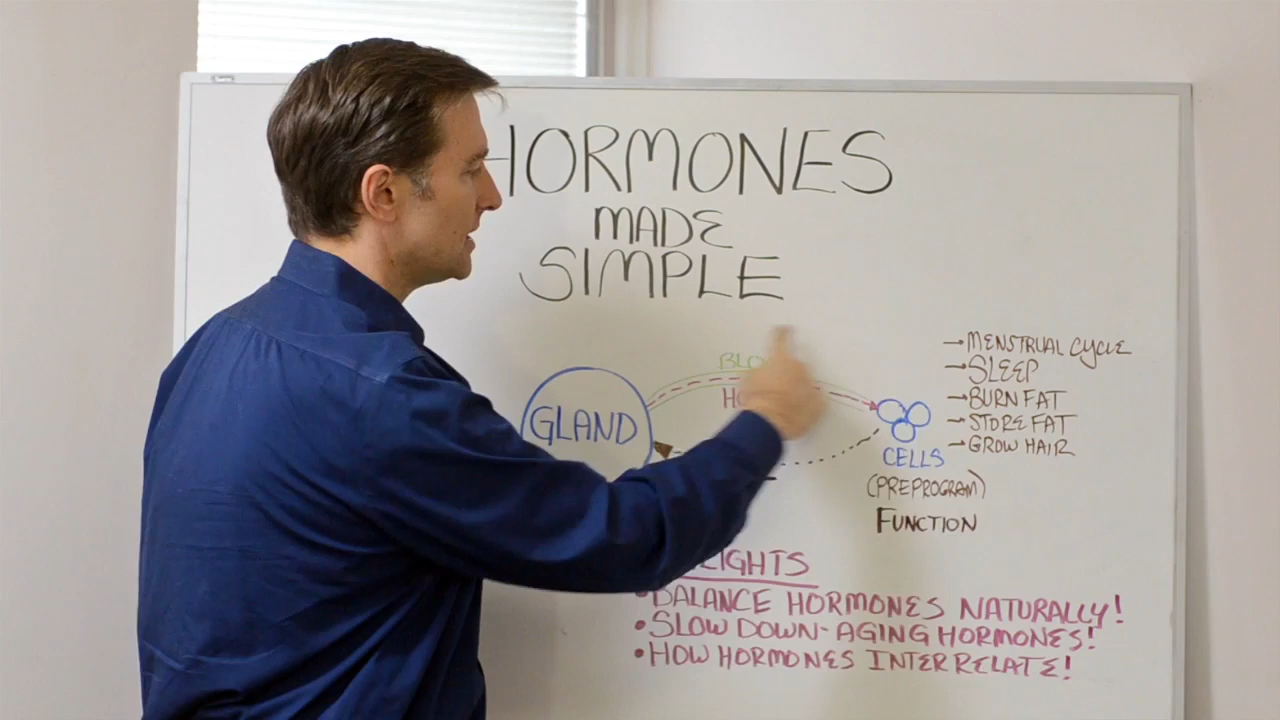 HORMONES
MADE
SIMPLE
→MENSTRUAL CYCLE
→SLEEP
→BURN FAT
→STORE FAT
→GROW HAIR
GLAND
CELLS
(PREPROGRAM)
FUNCTION
•BALANCE HORMONES NATURALLY!
•SLOW DOWN-AGING HORMONES!
•HOW HORMONES INTERRELATE!